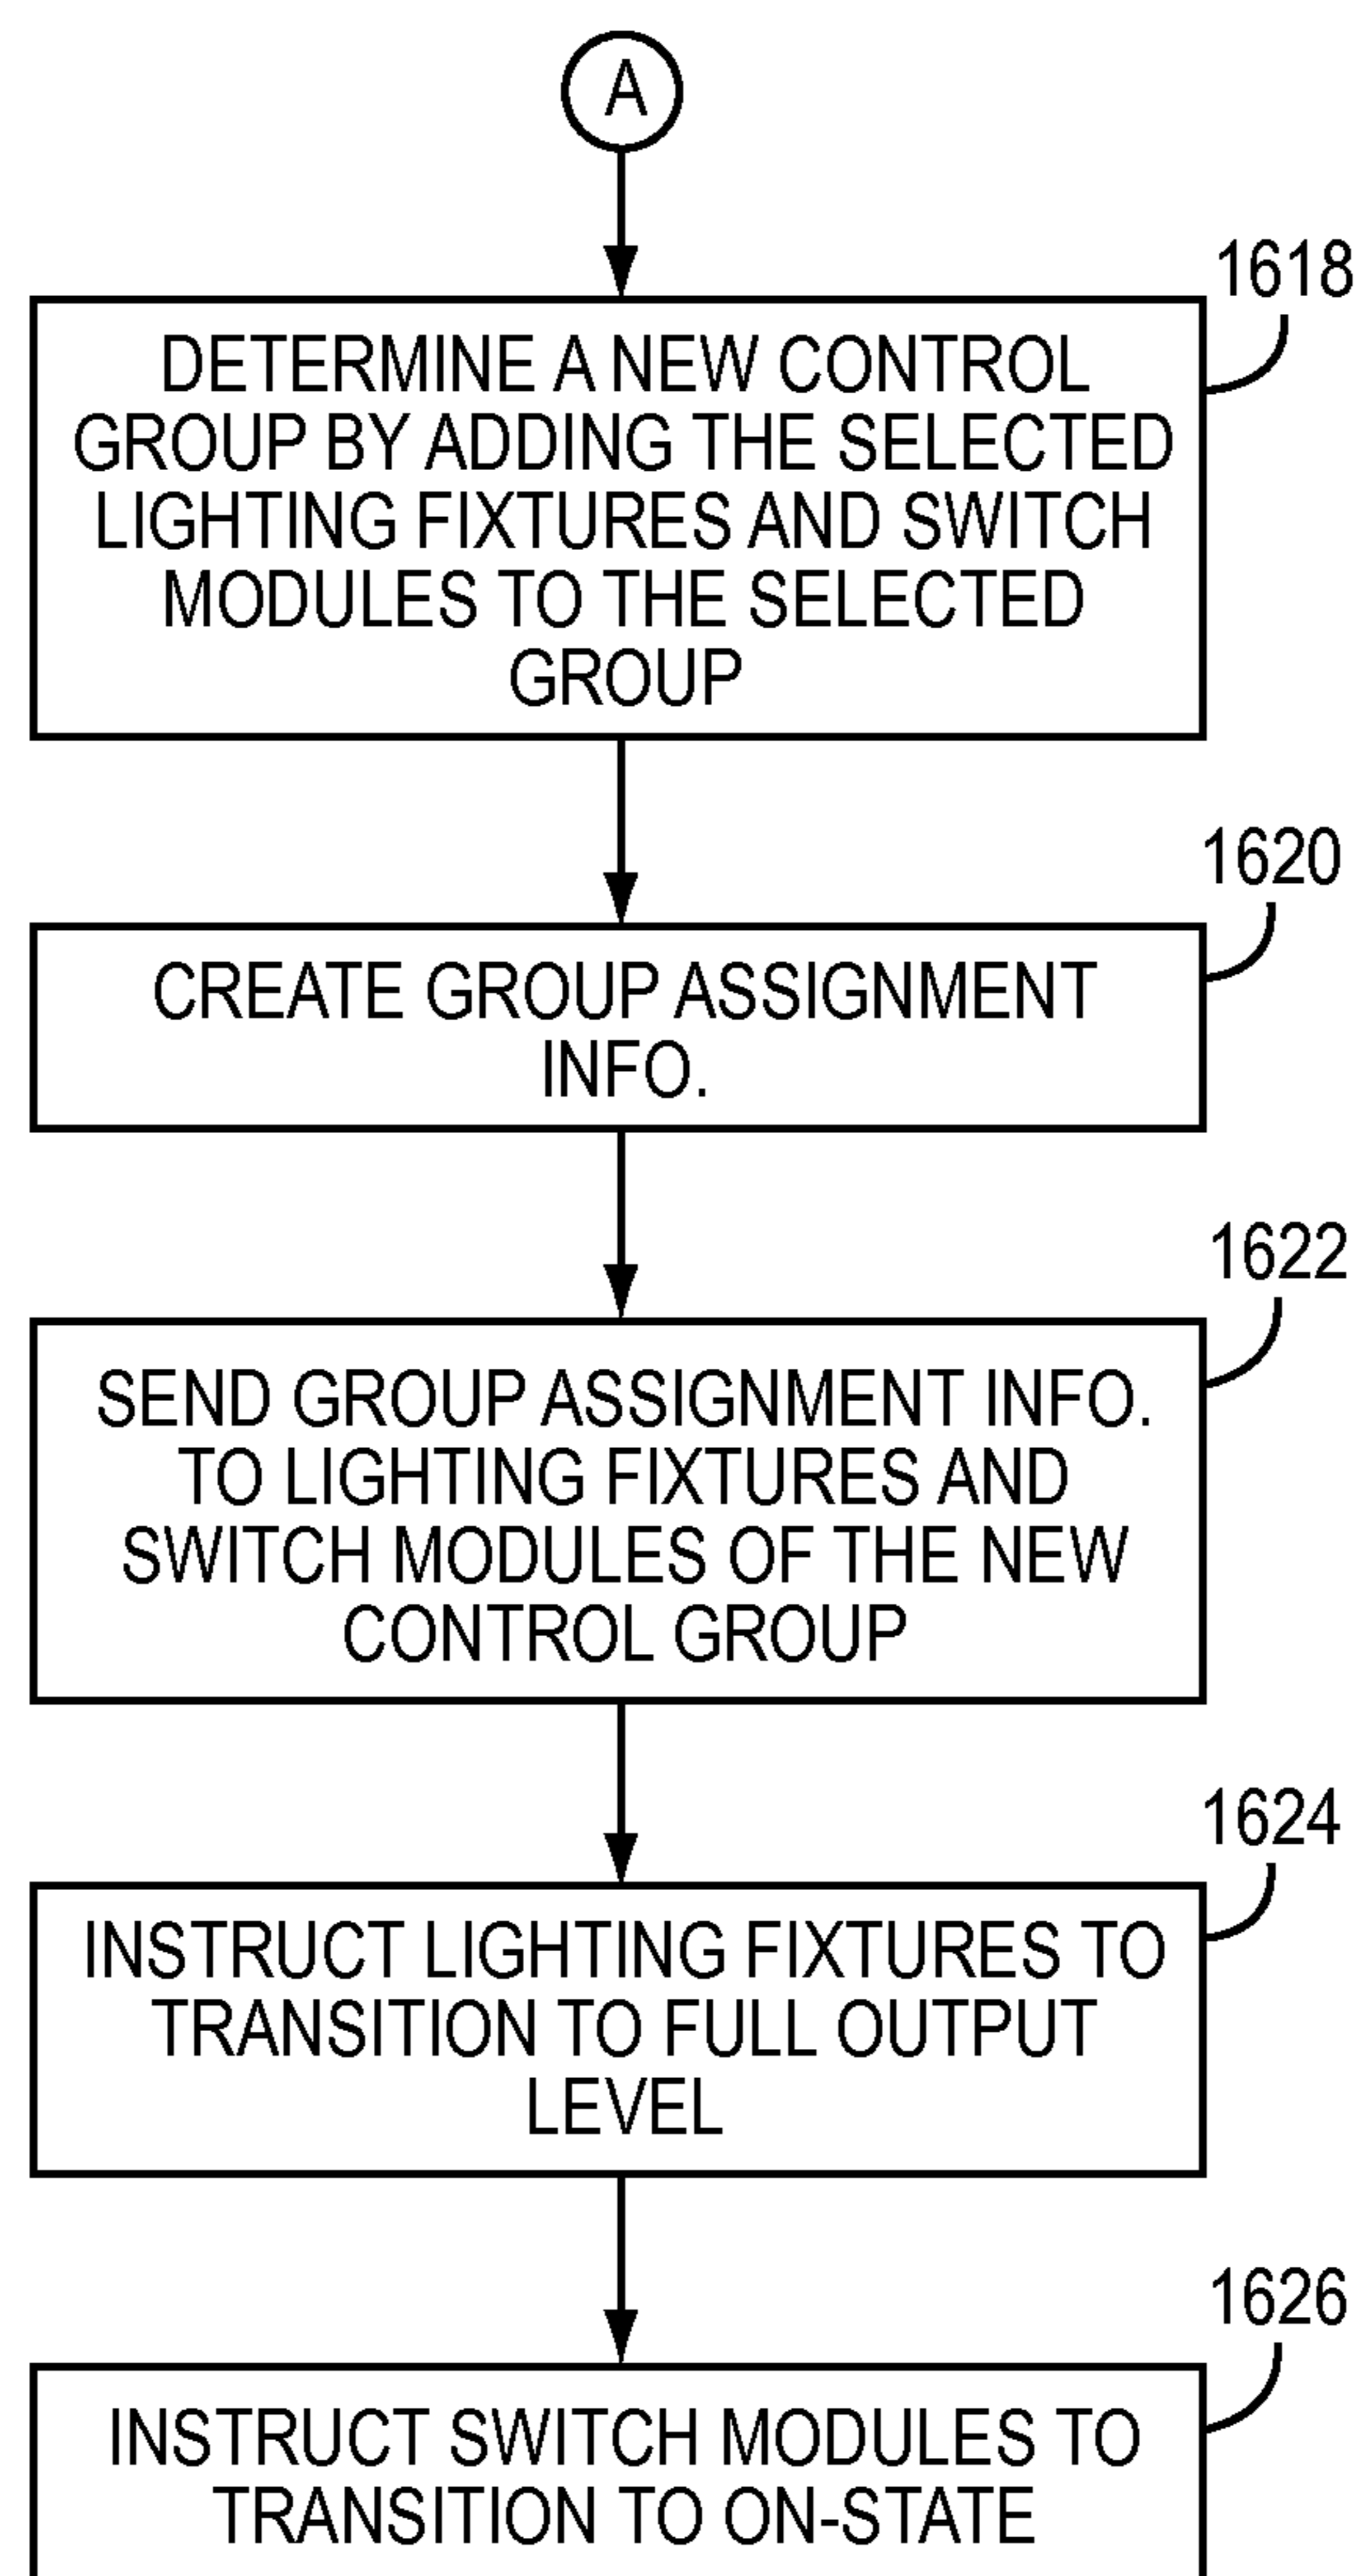 A
1618
DETERMINE A NEW CONTROL
GROUP BY ADDING THE SELECTED
LIGHTING FIXTURES AND SWITCH
MODULES TO THE SELECTED
GROUP
1620
CREATE GROUP ASSIGNMENT
INFO.
1622
SEND GROUP ASSIGNMENT INFO.
TO LIGHTING FIXTURES AND
SWITCH MODULES OF THE NEW
CONTROL GROUP
1624
INSTRUCT LIGHTING FIXTURES TO
TRANSITION TO FULL OUTPUT
LEVEL
1626
INSTRUCT SWITCH MODULES TO
TRANSITION TO ON-STATE